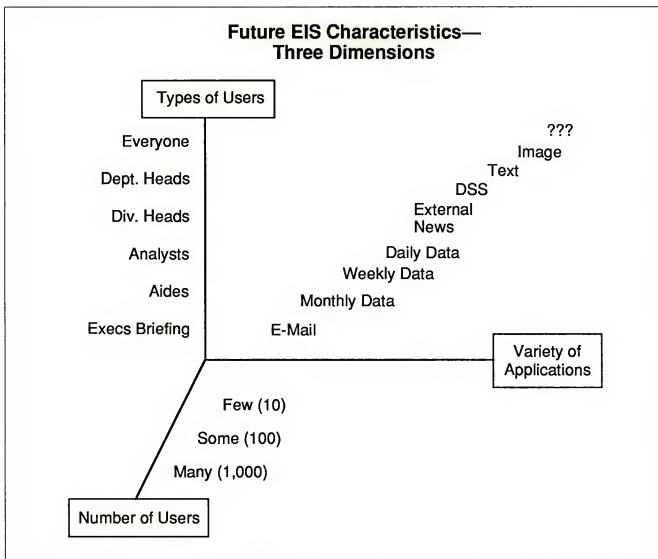 Future EIS Characteristics—
Three Dimensions
Types of Users
Everyone
Dept. Heads
Div. Heads
Analysts
Aides
Execs Briefing
???
Image
Text
DSS
External
News
Daily Data
Weekly Data
Monthly Data
E-Mail
Variety of
Applications
Few (10)
Some (100)
Many (1,000)
Number of Users